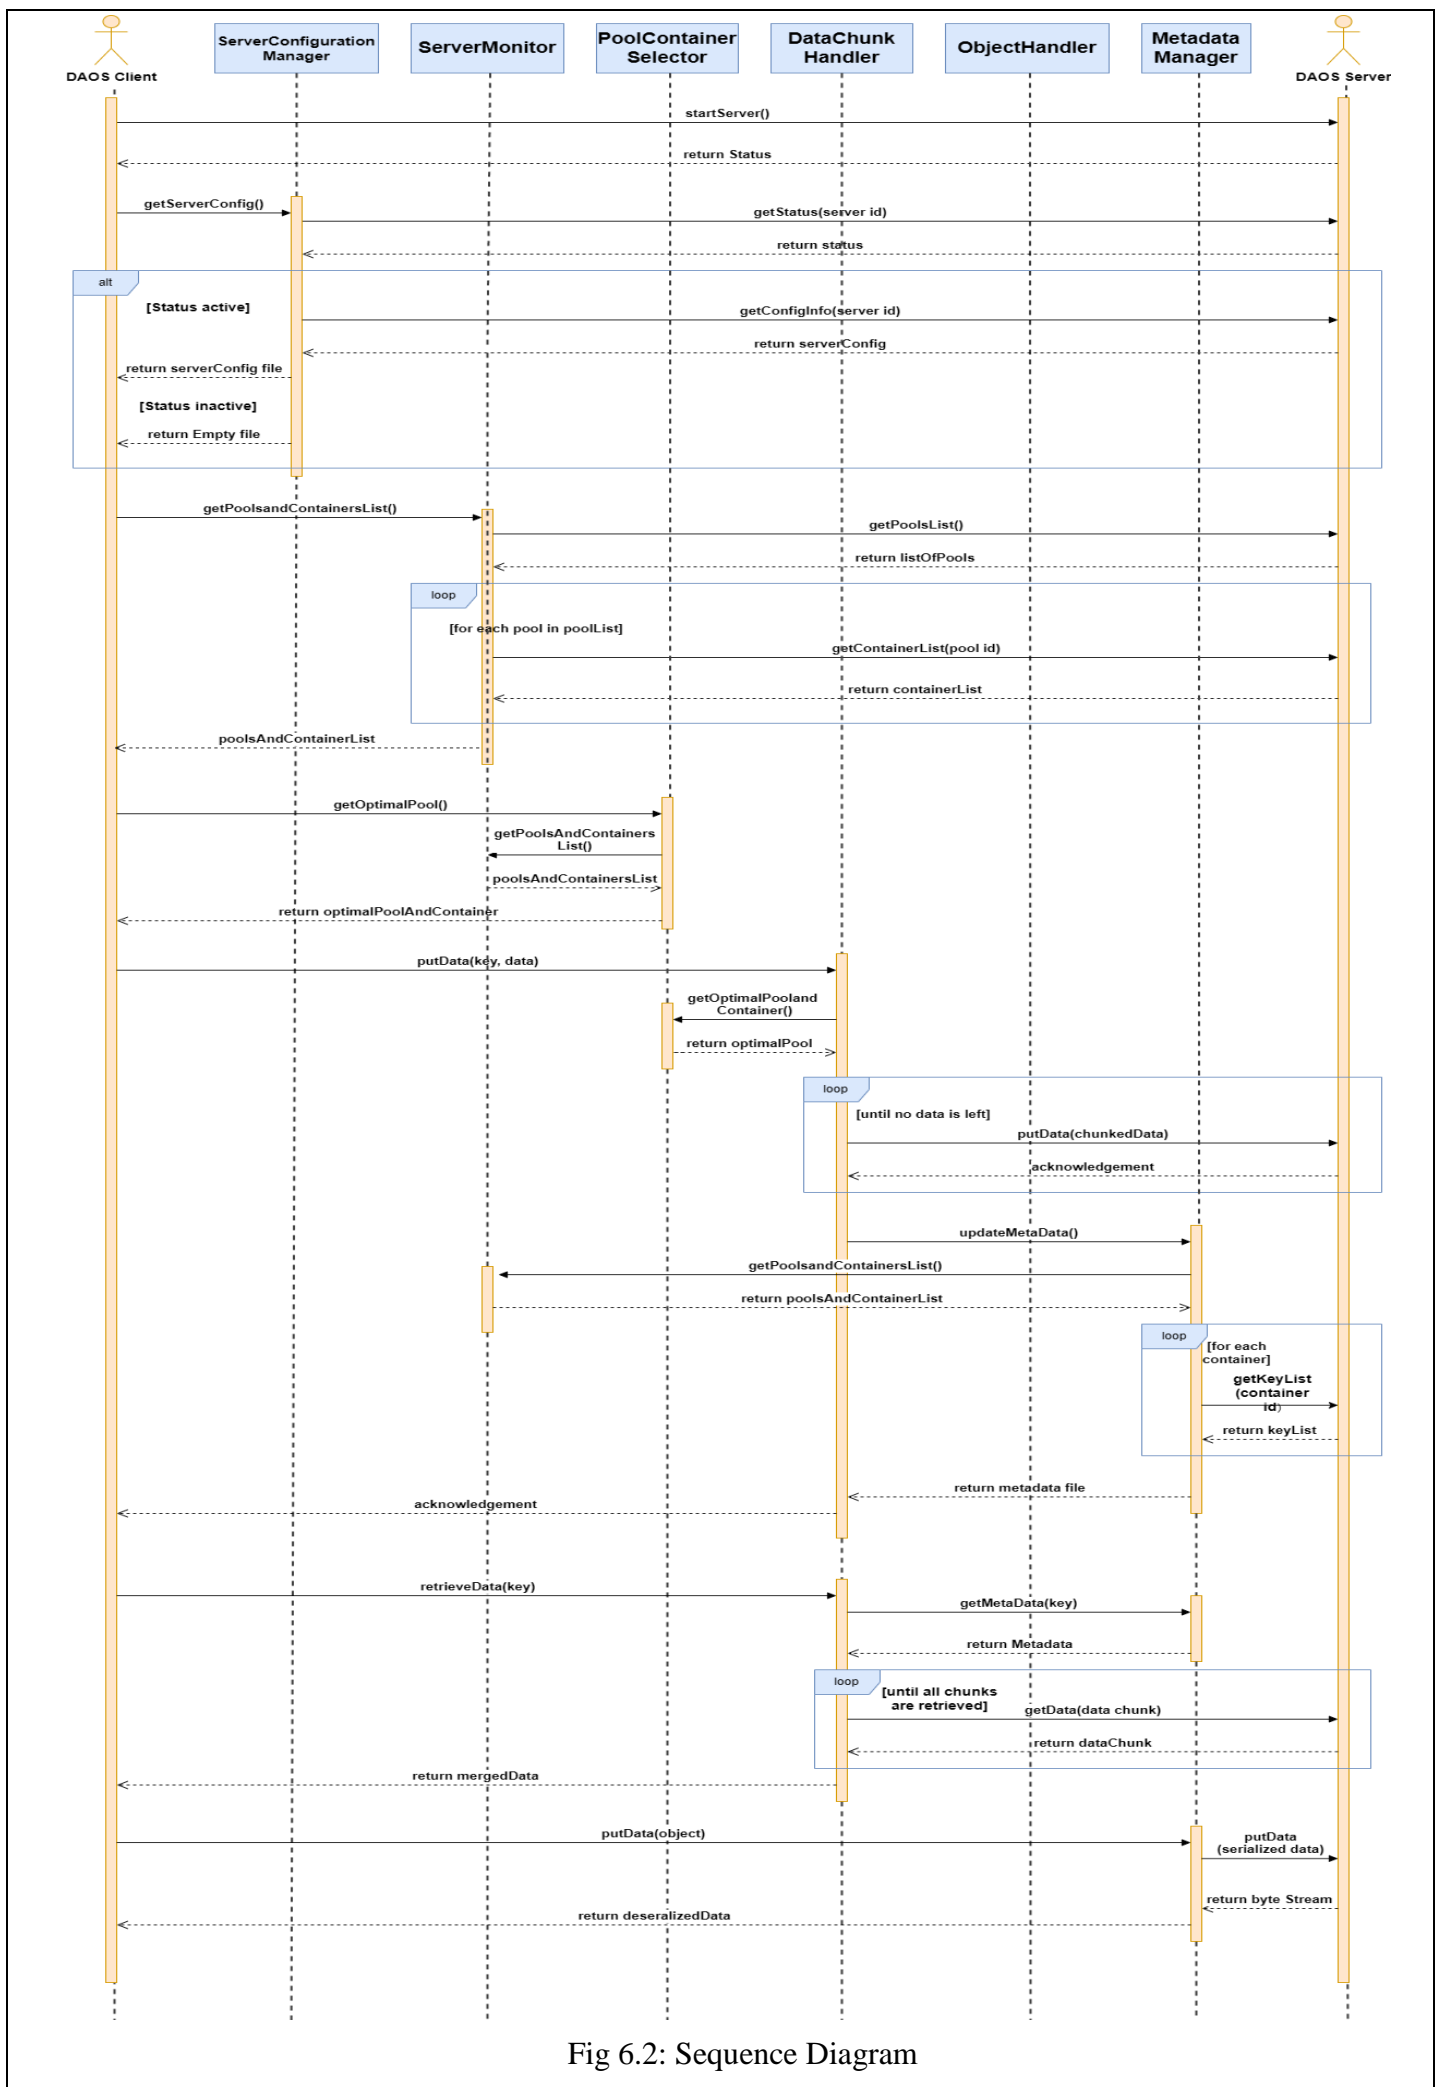 DAOS Client
ServerConfiguration
Manager
ServerMonitor
PoolContainer
Selector
DataChunk
Handler
ObjectHandler
Metadata
Manager
DAOS Server
startServer()
return Status
getServerConfig()
getStatus(server id)
return status
alt
[Status active]
getConfigInfo(server id)
return serverConfig
return serverConfig file
[Status inactive]
return Empty file
getPoolsandContainersList()
getPoolsList()
return listOfPools
loop
[for each pool in poolList]
getContainerList(pool id)
return containerList
poolsAndContainerList
getOptimalPool()
getPoolsAndContainers
List()
poolsAndContainersList
return optimalPoolAndContainer
putData(key, data)
getOptimalPooland
Container()
return optimalPool
loop
[until no data is left]
putData(chunkedData)
acknowledgement
updateMetaData()
getPoolsandContainersList()
return poolsAndContainerList
loop
[for each
container]
getKeyList
(container
id)
return keyList
return metadata file
acknowledgement
retrieveData(key)
getMetaData(key)
return Metadata
loop
[until all chunks
are retrieved]
getData(data chunk)
return dataChunk
return mergedData
putData(object)
putData
(serialized data)
return byte Stream
return deseralizedData
Fig 6.2: Sequence Diagram